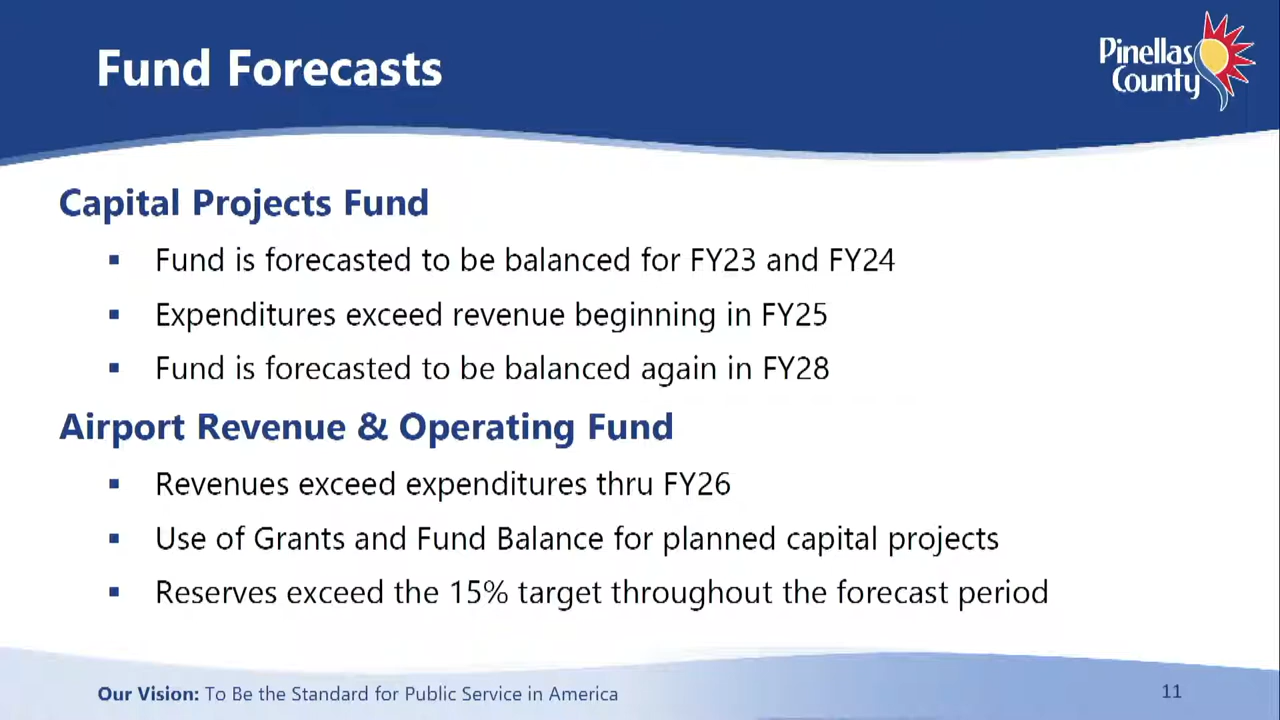 Fund Forecasts
Pinellas
County
Capital Projects Fund
▪ Fund is forecasted to be balanced for FY23 and FY24
▪ Expenditures exceed revenue beginning in FY25
▪ Fund is forecasted to be balanced again in FY28
Airport Revenue & Operating Fund
▪ Revenues exceed expenditures thru FY26
▪ Use of Grants and Fund Balance for planned capital projects
▪ Reserves exceed the 15% target throughout the forecast period
Our Vision: To Be the Standard for Public Service in America
11